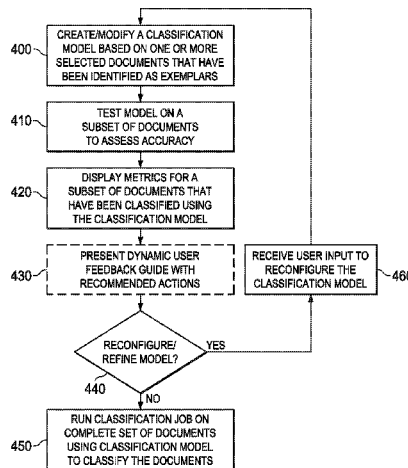 400
CREATE/MODIFY A CLASSIFICATION
MODEL BASED ON ONE OR MORE
SELECTED DOCUMENTS THAT HAVE
BEEN IDENTIFIED AS EXEMPLARS
410
TEST MODEL ON A
SUBSET OF DOCUMENTS
TO ASSESS ACCURACY
420
DISPLAY METRICS FOR A
SUBSET OF DOCUMENTS THAT
HAVE BEEN CLASSIFIED USING
THE CLASSIFICATION MODEL
430
PRESENT DYNAMIC USER
FEEDBACK GUIDE WITH
RECOMMENDED ACTIONS
RECEIVE USER INPUT TO
RECONFIGURE THE
CLASSIFICATION MODEL
460
RECONFIGURE/
REFINE MODEL?
YES
440
NO
450
RUN CLASSIFICATION JOB ON
COMPLETE SET OF DOCUMENTS
USING CLASSIFICATION MODEL
TO CLASSIFY THE DOCUMENTS